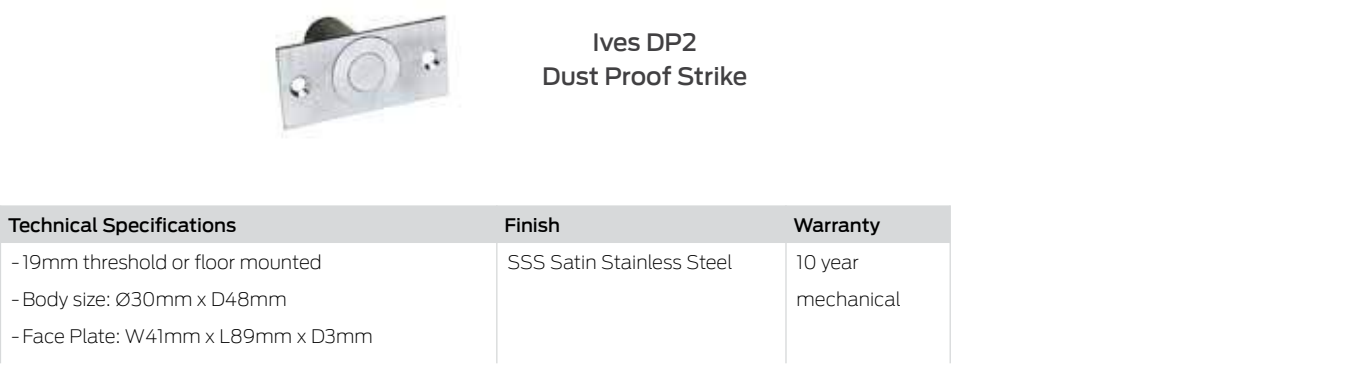 Ives DP2
Dust Proof Strike
Technical Specifications Finish Warranty
- 19mm threshold or floor mounted SSS Satin Stainless Steel 10 year
- Body size: Ø30mm x D48mm mechanical
- Face Plate: W41mm x L89mm x D3mm